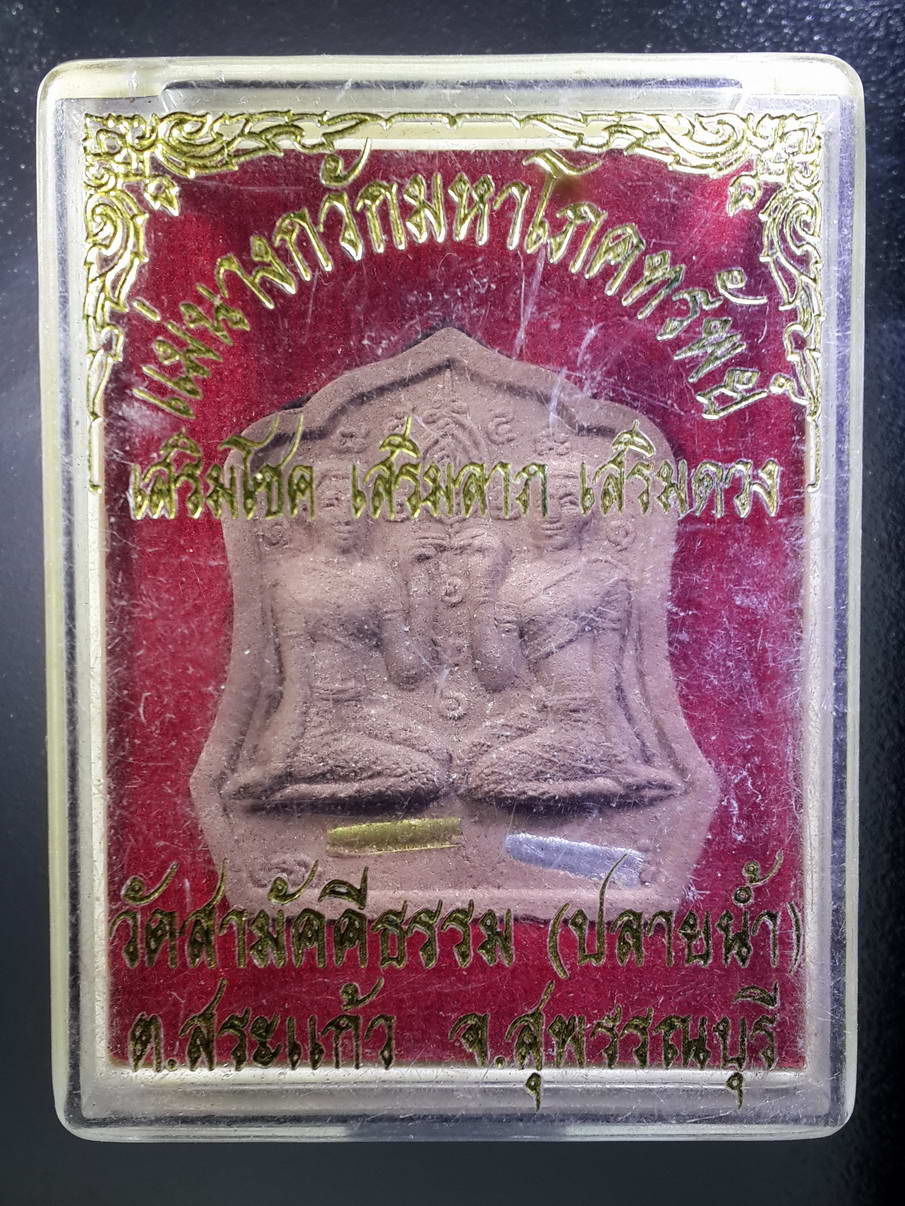 แม่นางกวักมหาโภคทรัพย์
เสริมโชค เสริมลาภ เสริมดวง
วัดสามัคคีธรรม (ปลายน้ำ)
ต.สระแก้ว จ.สุพรรณบุรี